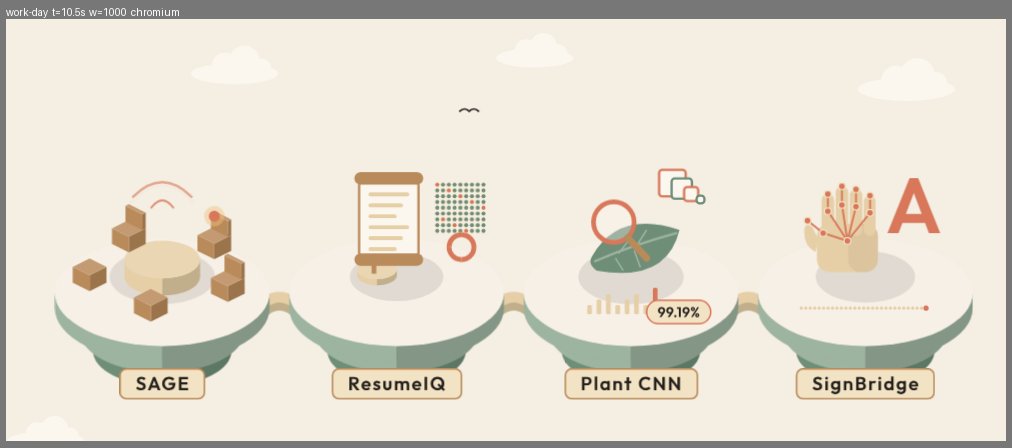 work-day t=10.5s w=1000 chromium
A
99.19%
SAGE
ResumeIQ
Plant CNN
SignBridge